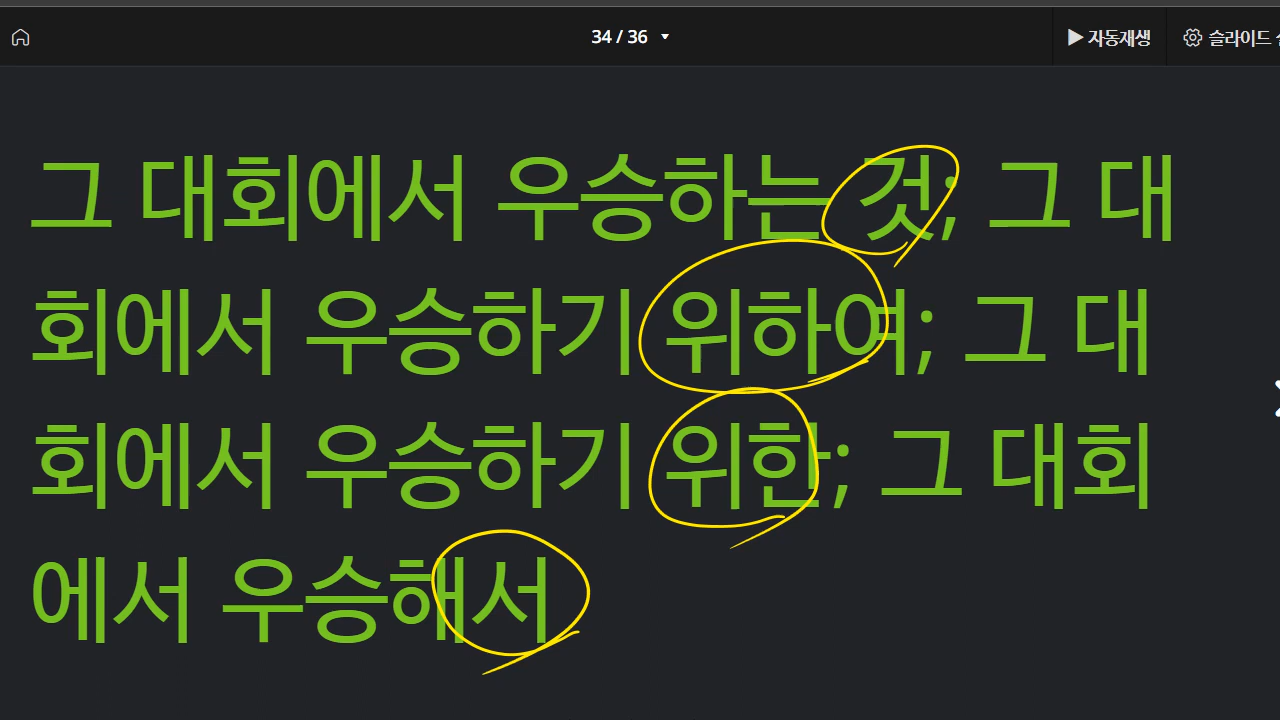 34 / 36
자동재생
슬라이드
그 대회에서 우승하는 것; 그 대
회에서 우승하기 위하여; 그 대
회에서 우승하기 위한; 그 대회
에서 우승해서